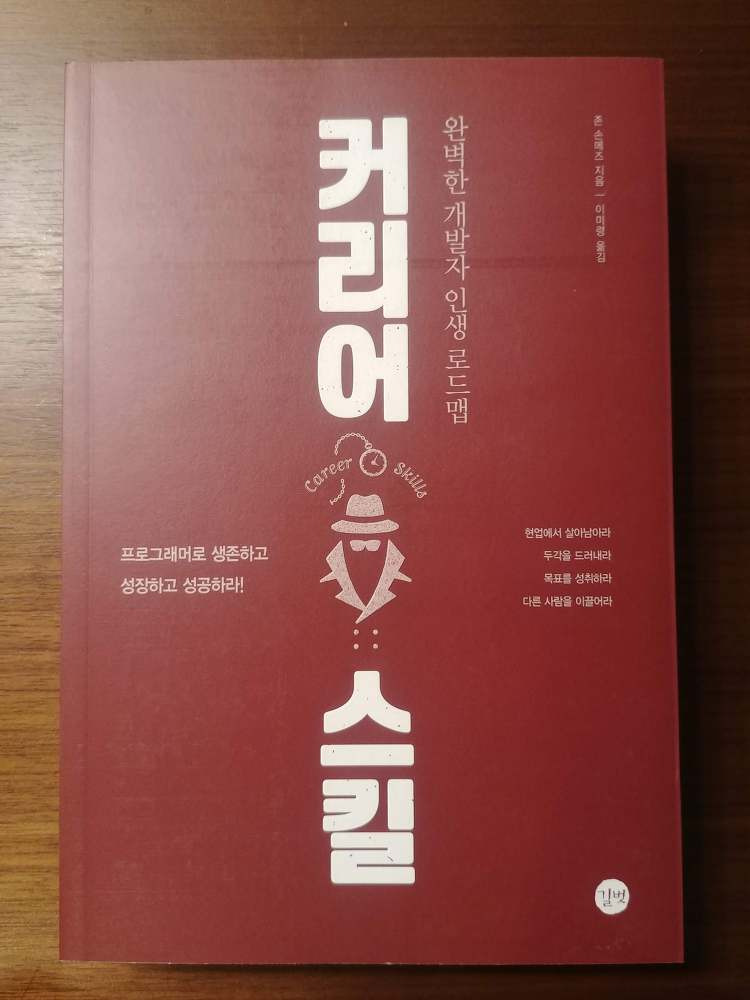 커리어
스킬
완벽한 개발자 인생 로드맵
존 손메즈 지음 | 이미령 옮김
Career Skills
프로그래머로 생존하고
성장하고 성공하라!
현업에서 살아남아라
두각을 드러내라
목표를 성취하라
다른 사람을 이끌어라
길벗